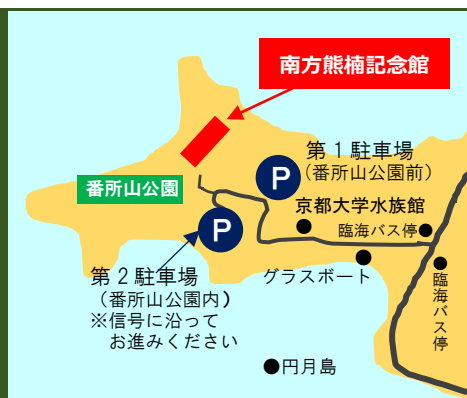 南方熊楠記念館
第1駐車場
（番所山公園前）
P
番所山公園
京都大学水族館
臨海バス停
P
第2駐車場
（番所山公園内）
※信号に沿って
お進みください
グラスボート
臨海バス停
円月島